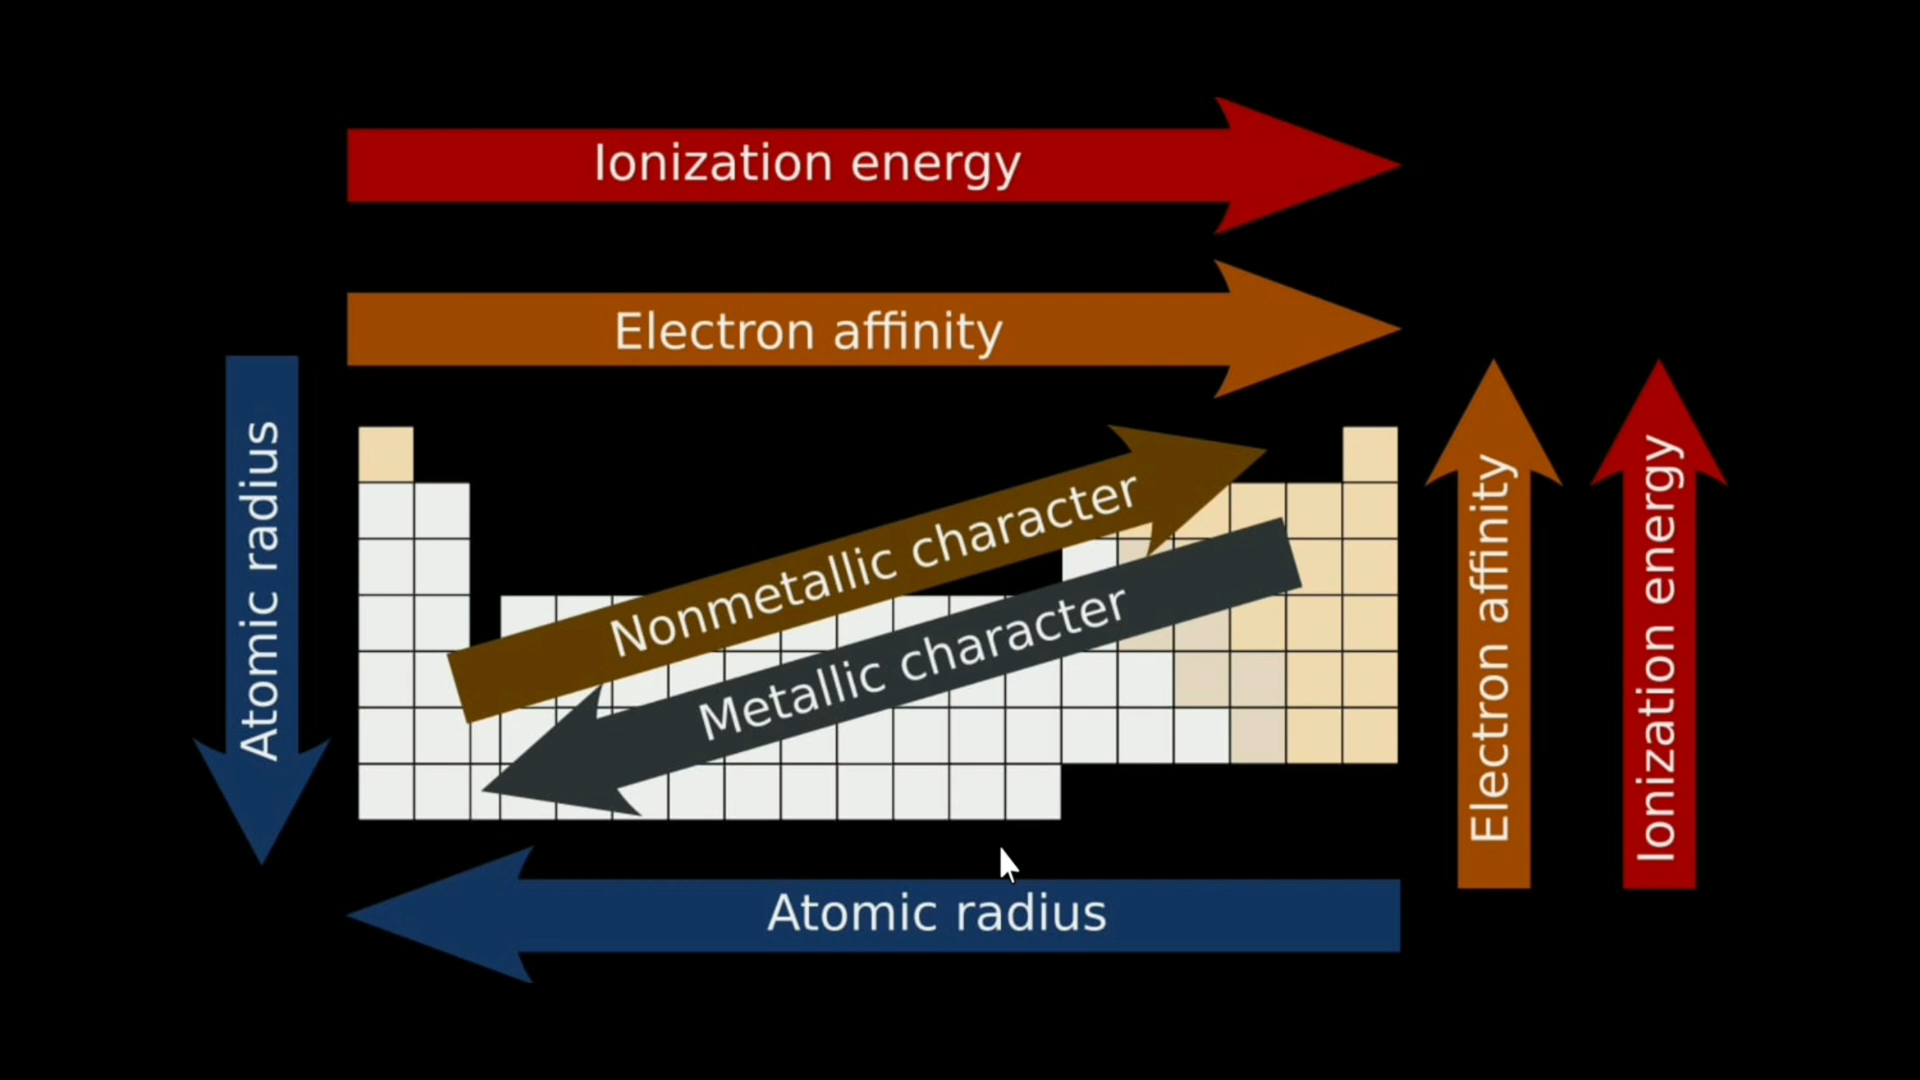 Ionization energy
Electron affinity
Atomic radius
Nonmetallic character
Metallic character
Electron affinity
Ionization energy
Atomic radius